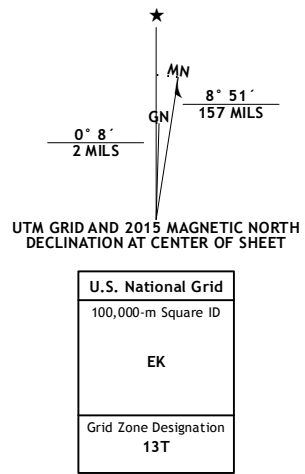 ★
MN
GN
8° 51´
157 MILS
0° 8´
2 MILS
UTM GRID AND 2015 MAGNETIC NORTH
DECLINATION AT CENTER OF SHEET
U.S. National Grid
100,000-m Square ID
EK
Grid Zone Designation
13T